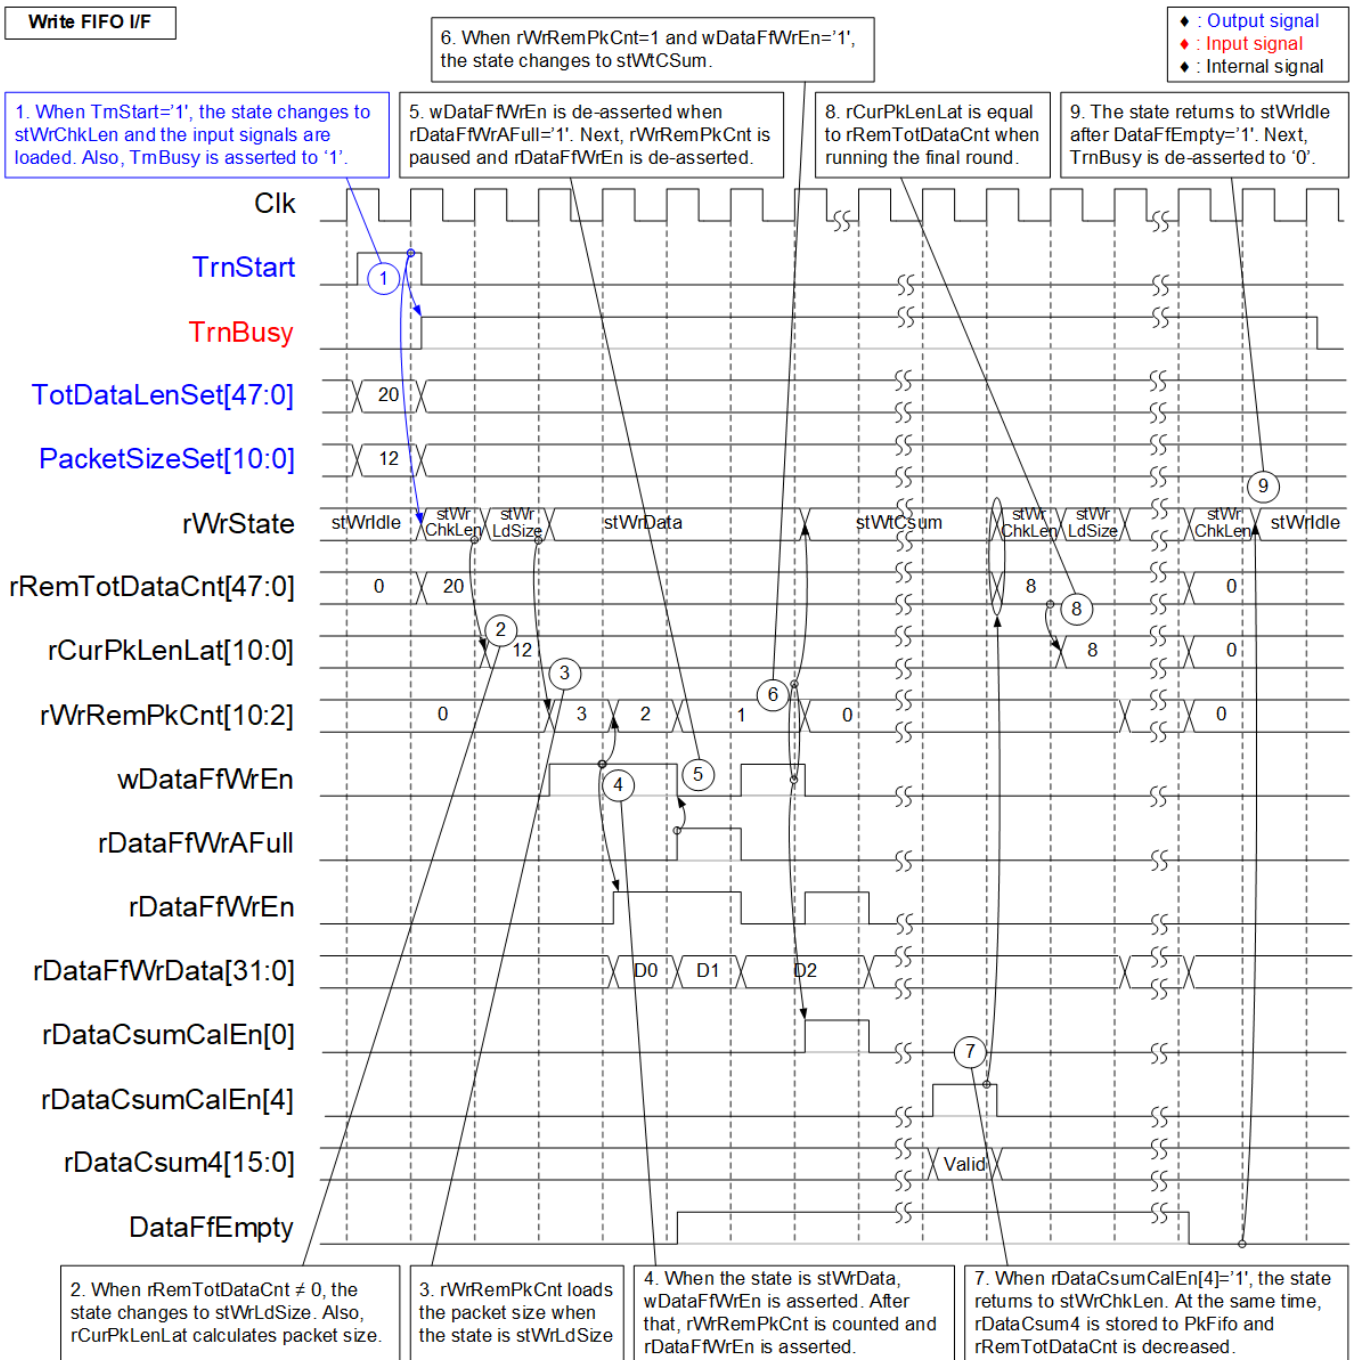 Write FIFO I/F
6. When rWrRemPkCnt=1 and wDataFfWrEn='1',
the state changes to stWtCSum.
♦ : Output signal
♦ : Input signal
♦ : Internal signal
1. When TrnStart='1', the state changes to
stWrChkLen and the input signals are
loaded. Also, TrnBusy is asserted to ‘1’.
5. wDataFfWrEn is de-asserted when
rDataFfWrAFull='1'. Next, rWrRemPkCnt is
paused and rDataFfWrEn is de-asserted.
8. rCurPkLenLat is equal
to rRemTotDataCnt when
running the final round.
9. The state returns to stWrIdle
after DataFfEmpty='1'. Next,
TrnBusy is de-asserted to ‘0’.
Clk
TrnStart
1
TrnBusy
TotDataLenSet[47:0]
20
PacketSizeSet[10:0]
12
9
rWrState
stWrIdle
stWr
ChkLen
stWr
LdSize
stWrData
stWtCsum
stWr
ChkLen
stWr
LdSize
stWr
ChkLen
stWrIdle
rRemTotDataCnt[47:0]
0
20
8
8
0
rCurPkLenLat[10:0]
2
12
8
0
3
6
rWrRemPkCnt[10:2]
0
3
2
1
0
0
wDataFfWrEn
4
5
rDataFfWrAFull
rDataFfWrEn
rDataFfWrData[31:0]
D0
D1
D2
rDataCsumCalEn[0]
7
rDataCsumCalEn[4]
rDataCsum4[15:0]
Valid
DataFfEmpty
2. When rRemTotDataCnt ≠ 0, the
state changes to stWrLdSize. Also,
rCurPkLenLat calculates packet size.
3. rWrRemPkCnt loads
the packet size when
the state is stWrLdSize
4. When the state is stWrData,
wDataFfWrEn is asserted. After
that, rWrRemPkCnt is counted and
rDataFfWrEn is asserted.
7. When rDataCsumCalEn[4]='1', the state
returns to stWrChkLen. At the same time,
rDataCsum4 is stored to PkFifo and
rRemTotDataCnt is decreased.